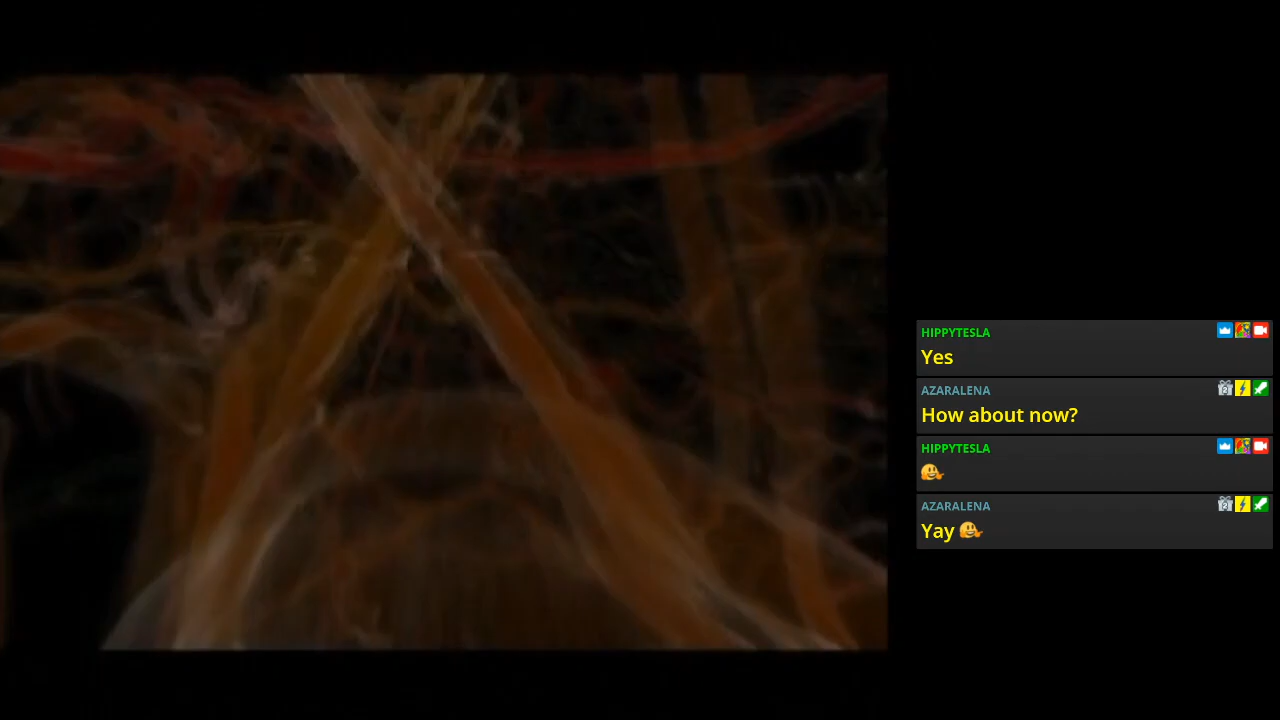 HIPPYTESLA
Yes
AZARALENA
How about now?
HIPPYTESLA
AZARALENA
Yay